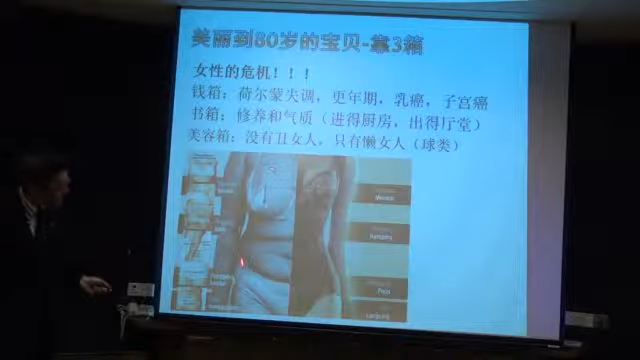 美丽到80岁的宝贝-靠3箱
女性的危机！！！
钱箱：荷尔蒙失调，更年期，乳癌，子宫癌
书箱：修养和气质（进得厨房，出得厅堂）
美容箱：没有丑女人，只有懒女人（球类）